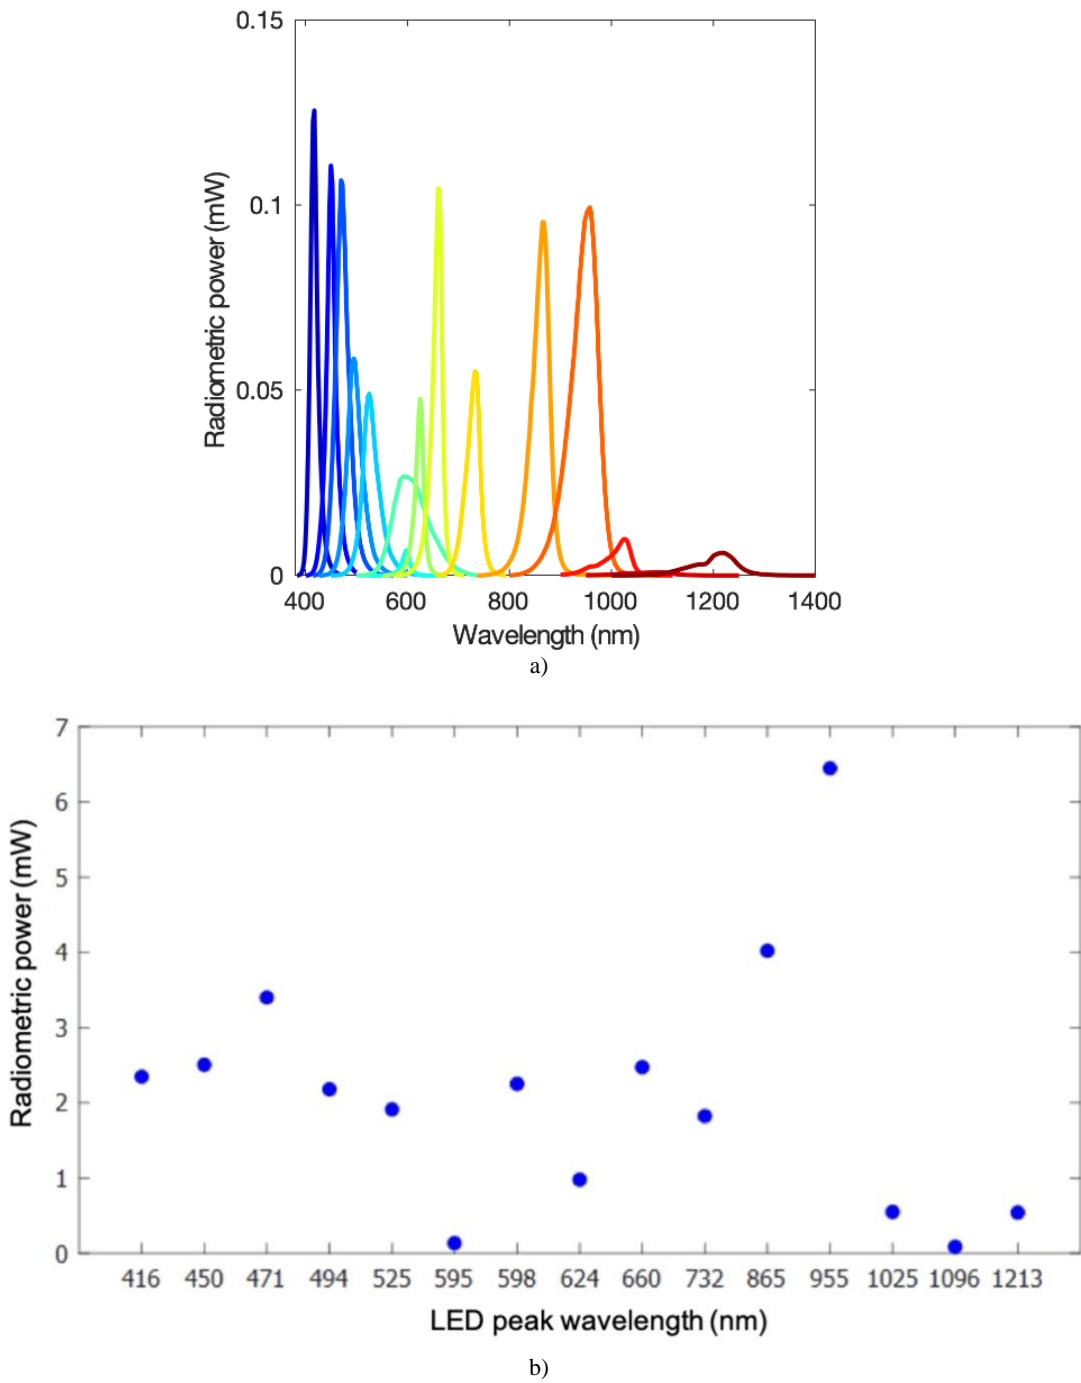 0.15
0.1
0.05
0
Radiometric power (mW)
400 600 800 1000 1200 1400
Wavelength (nm)
a)
7
6
5
4
3
2
1
0
Radiometric power (mW)
416 450 471 494 525 595 598 624 660 732 865 955 1025 1096 1213
LED peak wavelength (nm)
b)